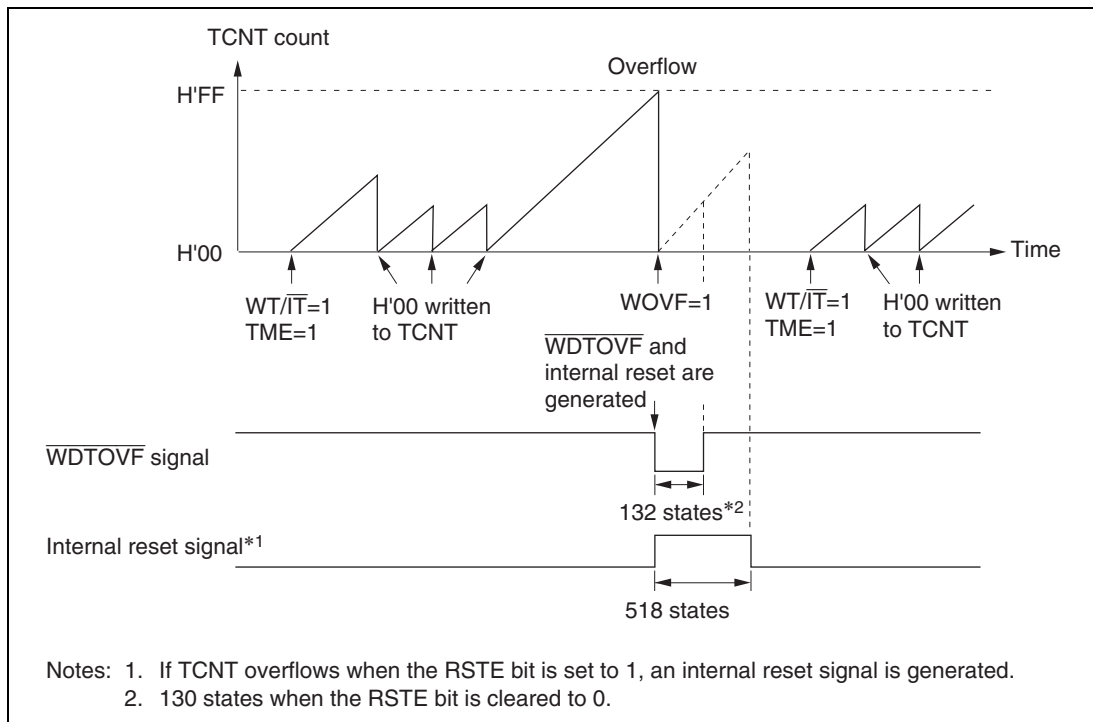 TCNT count
Overflow
H'FF
H'00
Time
WT/IT=1
TME=1
H'00 written
to TCNT
WOVF=1
WT/IT=1
TME=1
H'00 written
to TCNT
WDTOVF and
internal reset are
generated
WDTOVF signal
132 states*2
Internal reset signal*1
518 states
Notes: 1. If TCNT overflows when the RSTE bit is set to 1, an internal reset signal is generated.
2. 130 states when the RSTE bit is cleared to 0.